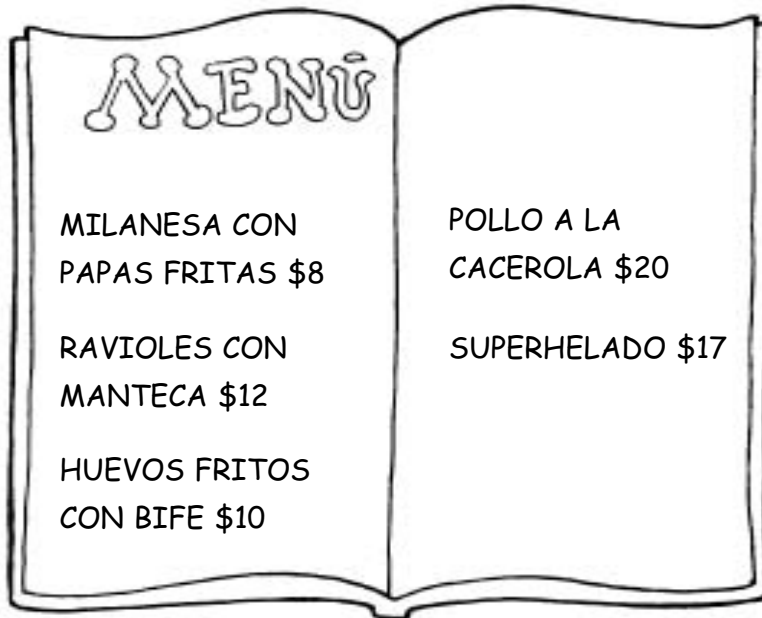 MENÚ
MILANESA CON
PAPAS FRITAS $8
RAVIOLES CON
MANTECA $12
HUEVOS FRITOS
CON BIFE $10
POLLO A LA
CACEROLA $20
SUPERHELADO $17